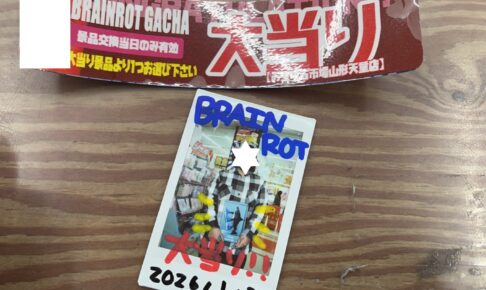 BRAINROT GACHA
景品交換当日のみ有効
大当り
大当り景品より1つお選び下さい
BRAIN
ROT
大当り!!